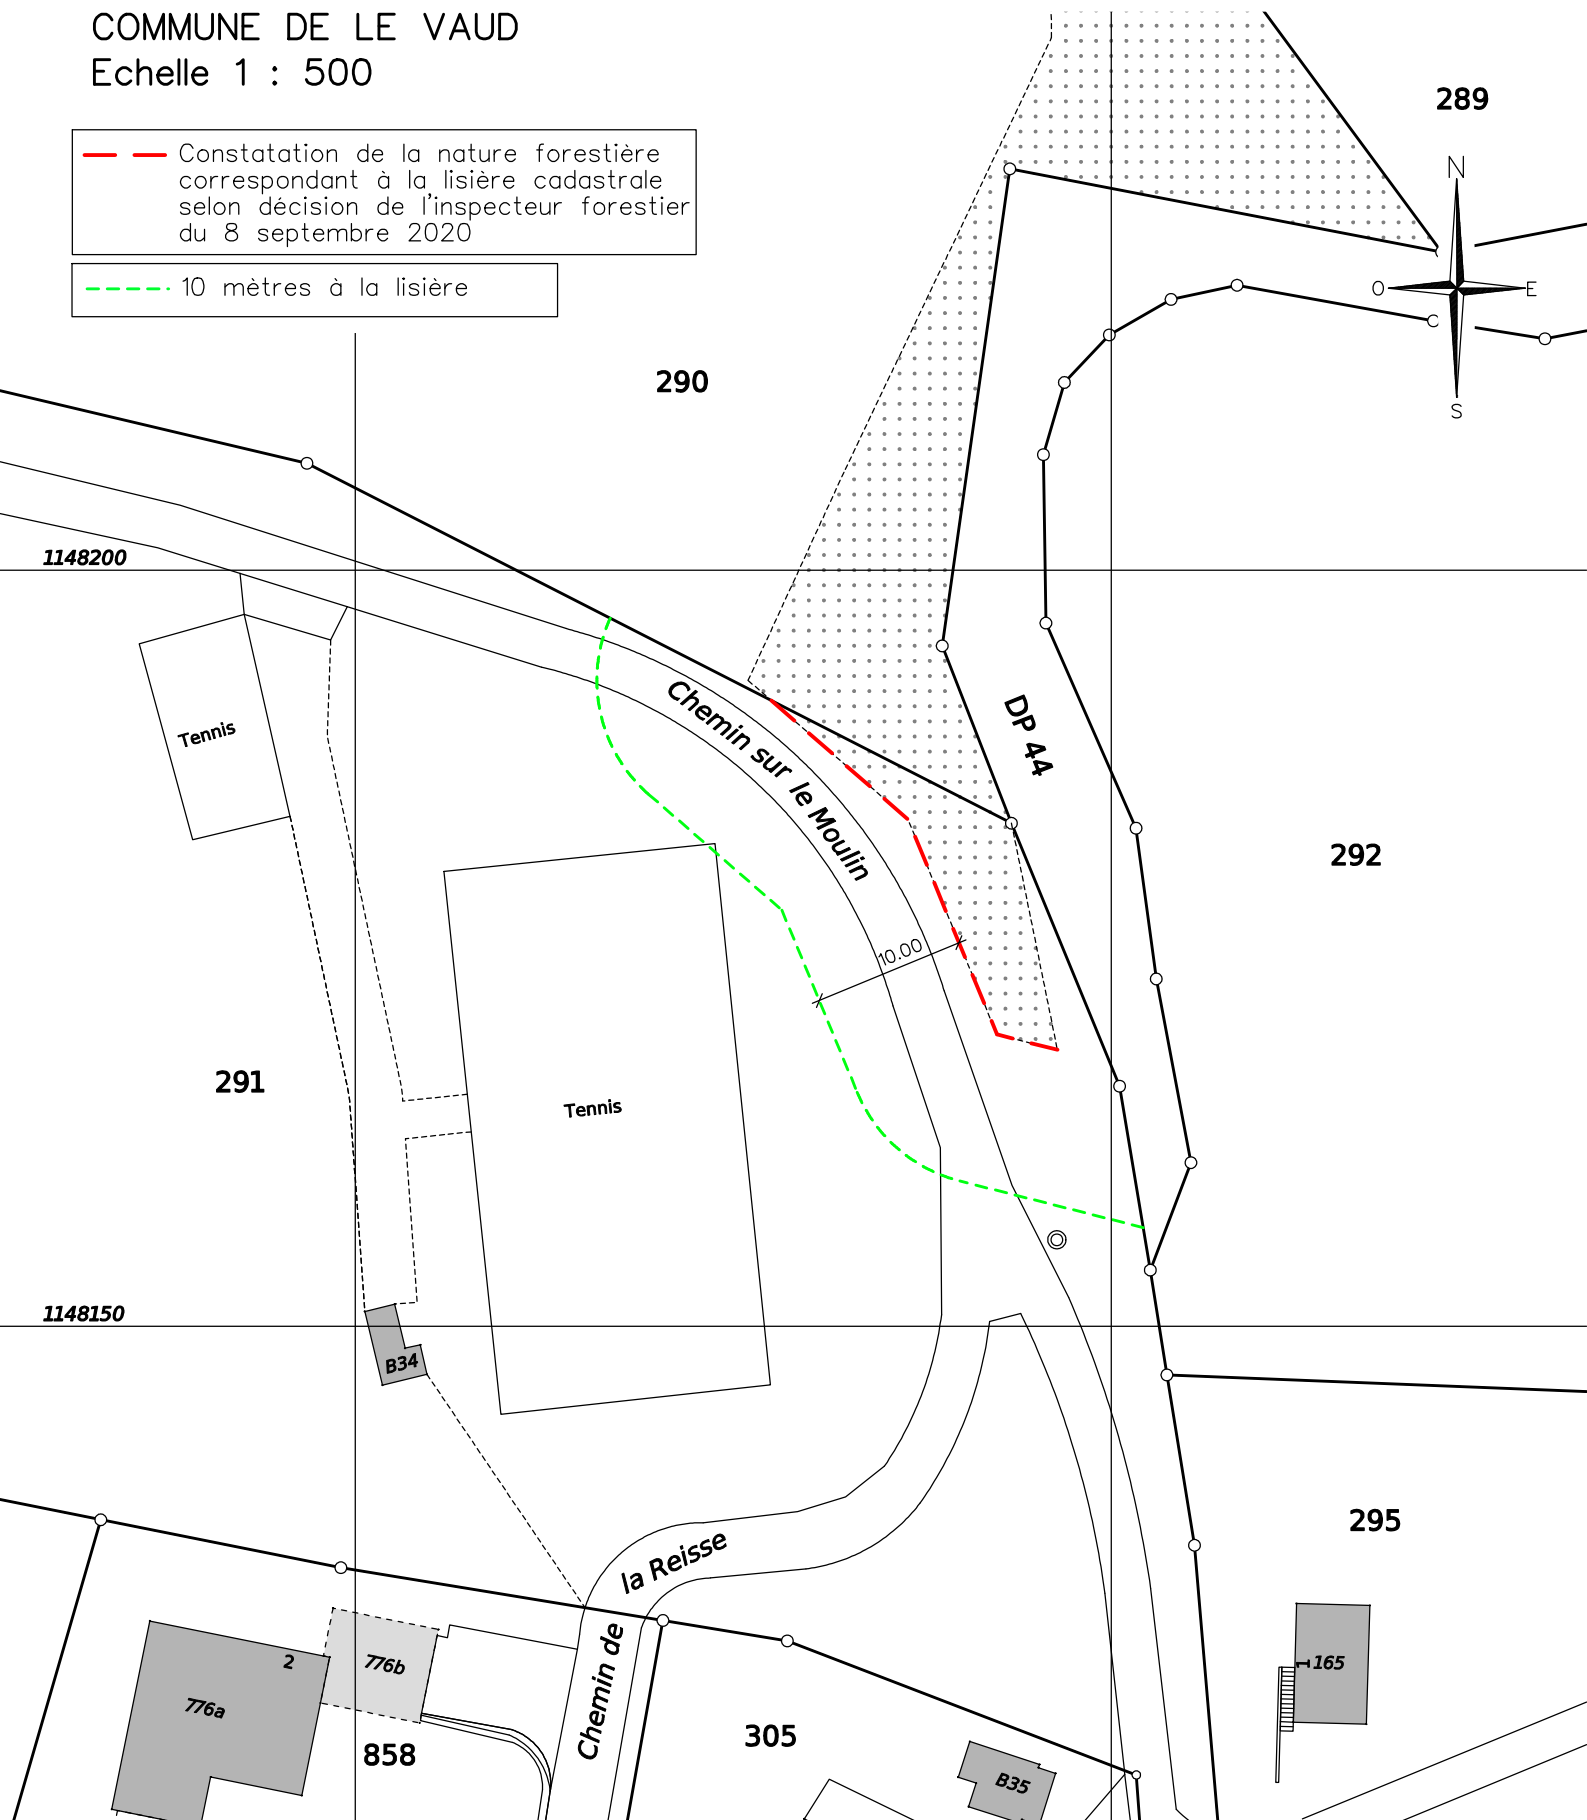 COMMUNE DE LE VAUD
Echelle 1 : 500
Constatation de la nature forestière
correspondant à la lisière cadastrale
selon décision de l'inspecteur forestier
du 8 septembre 2020
10 mètres à la lisière
289
N
O
E
S
290
1148200
Tennis
Chemin sur le Moulin
DP 44
292
10.00
291
Tennis
1148150
B34
295
la Reisse
Chemin de
2
776b
776a
858
305
B35
1
165